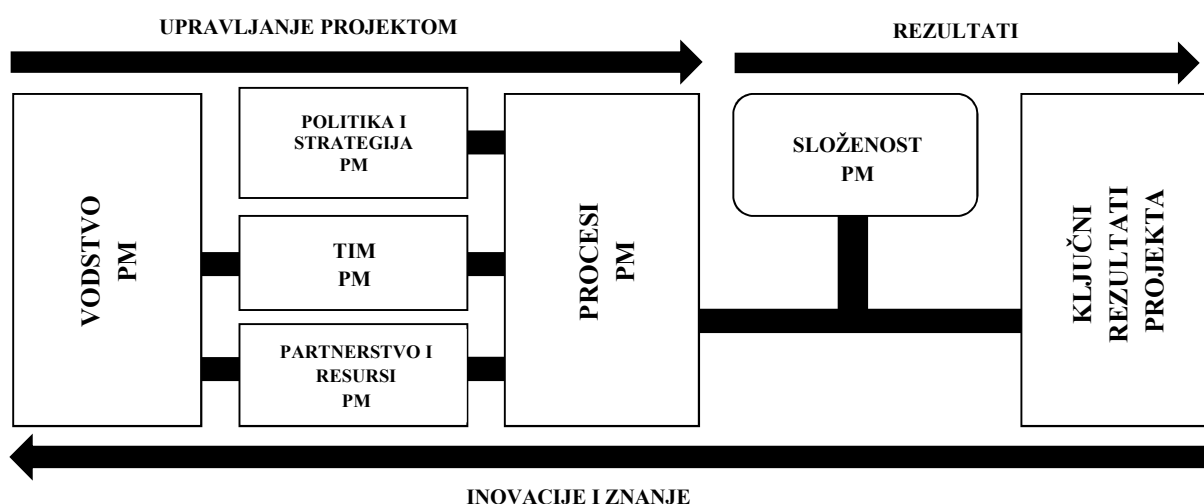 UPRAVLJANJE PROJEKTOM
REZULTATI
VODSTVO
PM
POLITIKA I
STRATEGIJA
PM
TIM
PM
PARTNERSTVO I
RESURSI
PM
PROCESI
PM
SLOŽENOST
PM
KLJUČNI
REZULTATI
PROJEKTA
INOVACIJE I ZNANJE